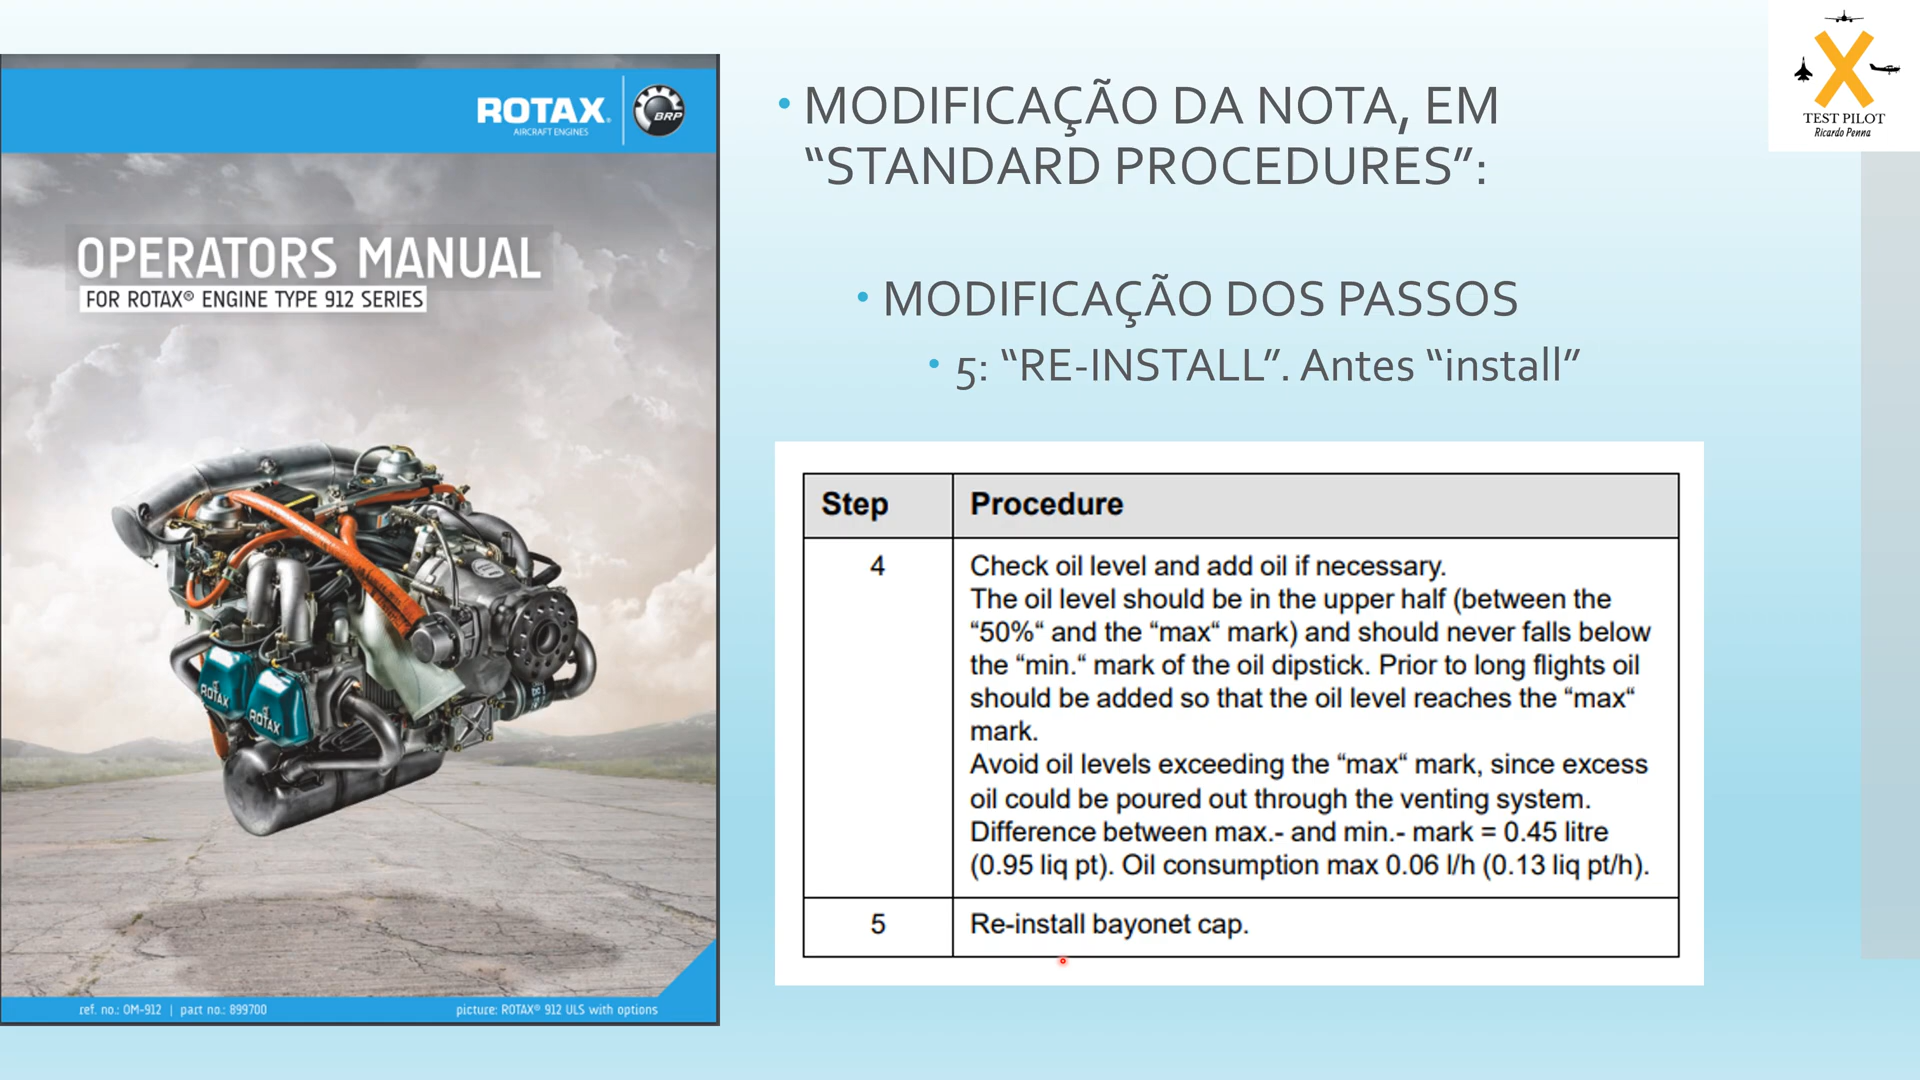 ROTAX.
AIRCRAFT ENGINES
BRP
OPERATORS MANUAL
FOR ROTAX® ENGINE TYPE 912 SERIES
ROTAX
ROTAX
ref. no.: OM-912 | part no.: 899700
picture: ROTAX® 912 ULS with options
• MODIFICAÇÃO DA NOTA, EM
“STANDARD PROCEDURES”:
• MODIFICAÇÃO DOS PASSOS
• 5: “RE-INSTALL”. Antes “install”
Step Procedure
4 Check oil level and add oil if necessary.
The oil level should be in the upper half (between the
“50%“ and the “max“ mark) and should never falls below
the “min.“ mark of the oil dipstick. Prior to long flights oil
should be added so that the oil level reaches the “max“
mark.
Avoid oil levels exceeding the “max“ mark, since excess
oil could be poured out through the venting system.
Difference between max.- and min.- mark = 0.45 litre
(0.95 liq pt). Oil consumption max 0.06 l/h (0.13 liq pt/h).
5 Re-install bayonet cap.
X
TEST PILOT
Ricardo Penna